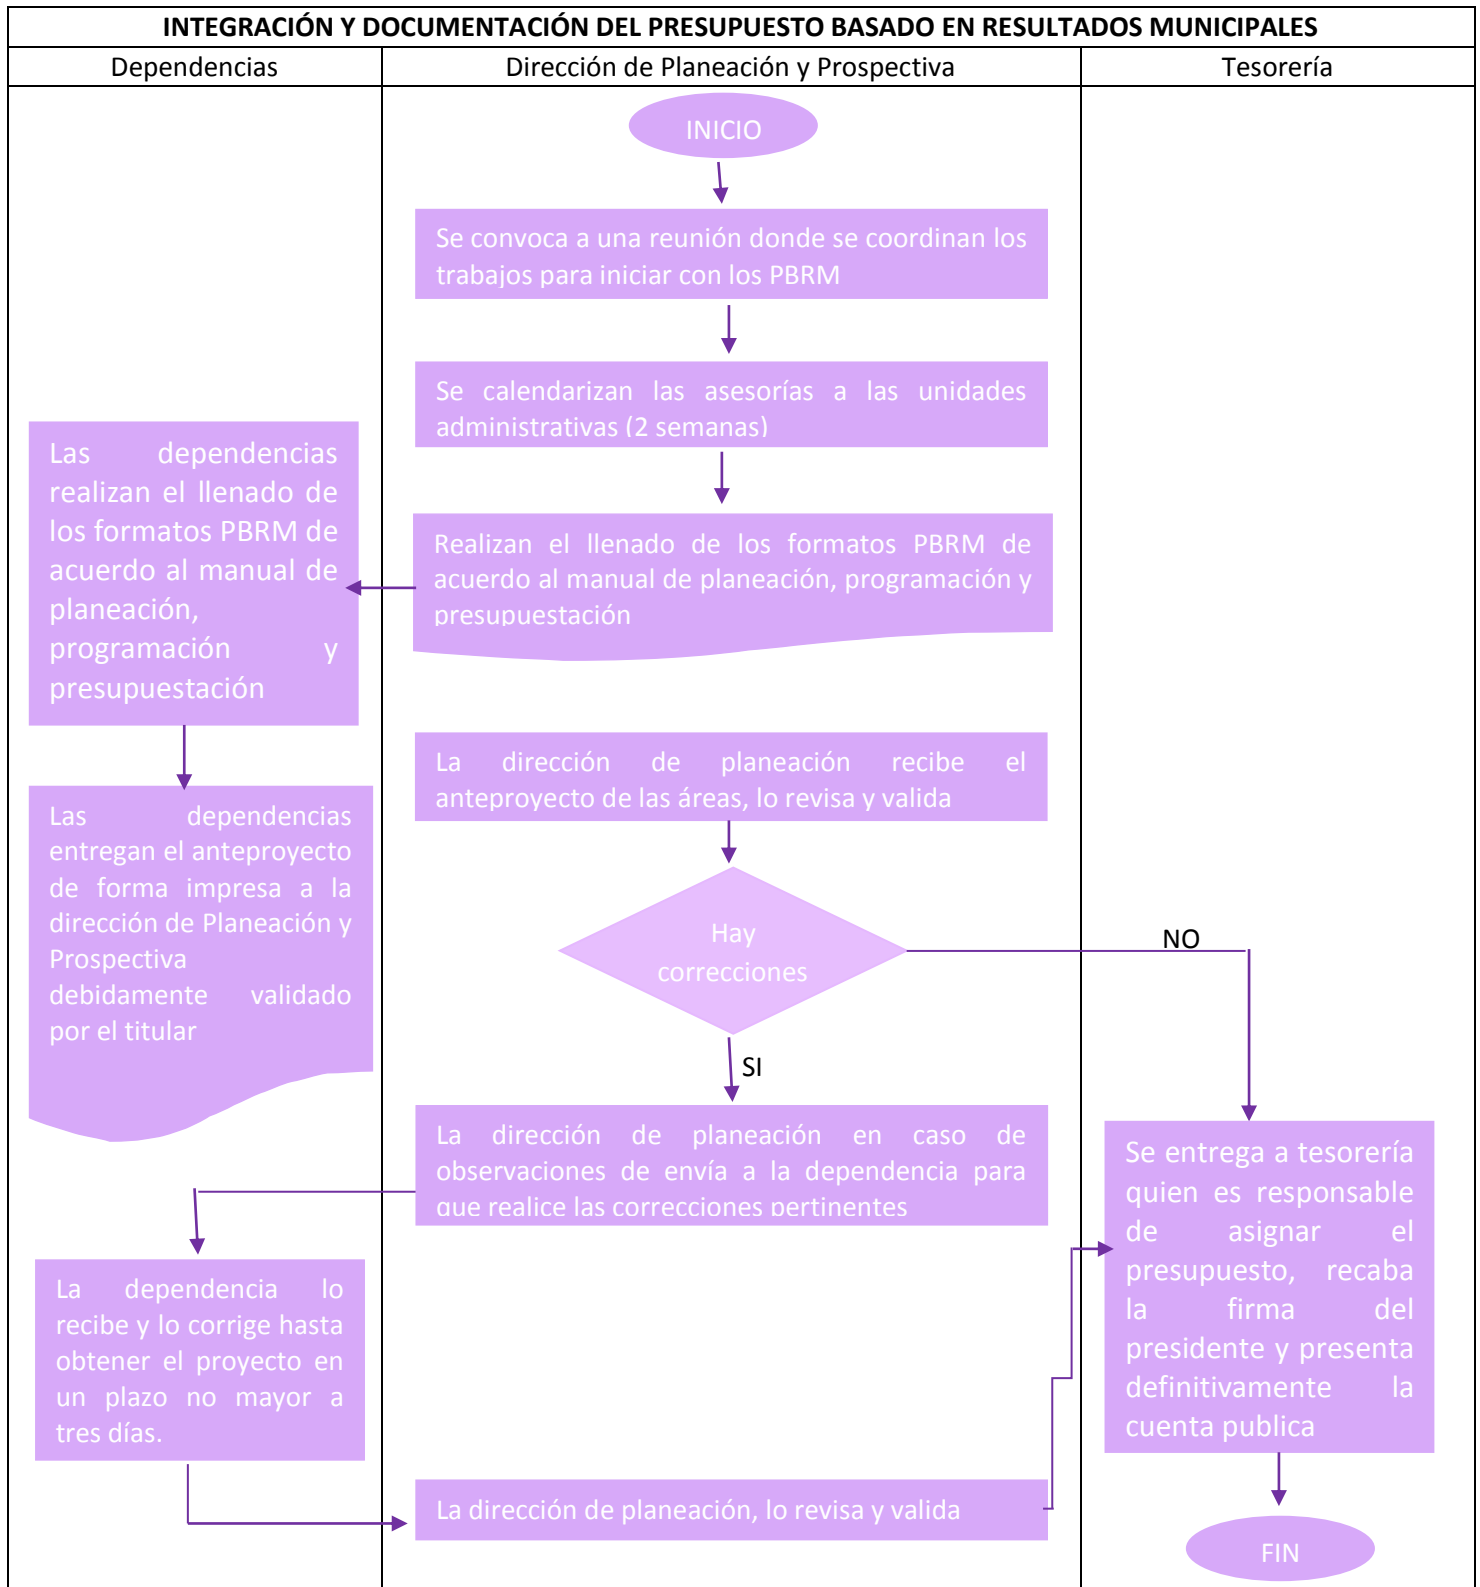 INTEGRACIÓN Y DOCUMENTACIÓN DEL PRESUPUESTO BASADO EN RESULTADOS MUNICIPALES
Dependencias
Dirección de Planeación y Prospectiva
Tesorería
INICIO
Se convoca a una reunión donde se coordinan los
trabajos para iniciar con los PBRM
Se calendarizan las asesorías a las unidades
administrativas (2 semanas)
Realizan el llenado de los formatos PBRM de
acuerdo al manual de planeación, programación y
presupuestación
Las dependencias
realizan el llenado de
los formatos PBRM de
acuerdo al manual de
planeación,
programación y
presupuestación
Las dependencias
entregan el anteproyecto
de forma impresa a la
dirección de Planeación y
Prospectiva
debidamente validado
por el titular
La dirección de planeación recibe el
anteproyecto de las áreas, lo revisa y valida
Hay
correcciones
NO
SI
La dirección de planeación en caso de
observaciones de envía a la dependencia para
que realice las correcciones pertinentes
La dependencia lo
recibe y lo corrige hasta
obtener el proyecto en
un plazo no mayor a
tres días.
La dirección de planeación, lo revisa y valida
Se entrega a tesorería
quien es responsable
de asignar el
presupuesto, recaba
la firma del
presidente y presenta
definitivamente la
cuenta publica
FIN